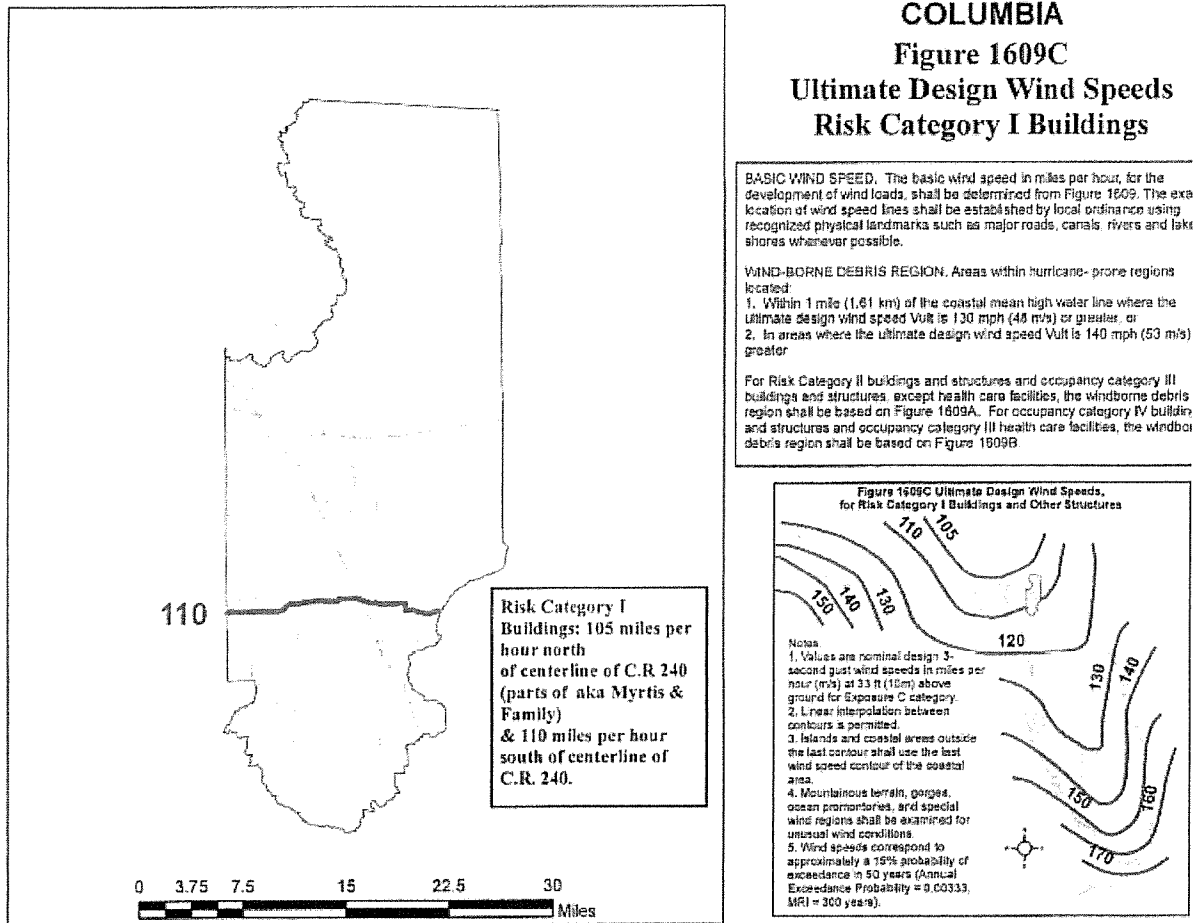 COLUMBIA
Figure 1609C
Ultimate Design Wind Speeds
Risk Category I Buildings
BASIC WIND SPEED. The basic wind speed in miles per hour, for the
development of wind loads, shall be determined from Figure 1609. The exa
location of wind speed lines shall be established by local ordinance using
recognized physical landmarks such as major roads, canals, rivers and lake
shores whenever possible.
WIND-BORNE DEBRIS REGION. Areas within hurricane- prone regions
located:
1. Within 1 mile (1.61 km) of the coastal mean high water line where the
ultimate design wind speed Vult is 130 mph (48 m/s) or greater, or
2. In areas where the ultimate design wind speed Vult is 140 mph (53 m/s)
greater
For Risk Category II buildings and structures and occupancy category III
buildings and structures, except health care facilities, the windborne debris
region shall be based on Figure 1609A. For occupancy category IV buildin
and structures and occupancy category III health care facilities, the windbor
debris region shall be based on Figure 1609B.
110
Risk Category I
Buildings: 105 miles per
hour north
of centerline of C.R 240
(parts of aka Myrtis &
Family)
& 110 miles per hour
south of centerline of
C.R. 240.
0 3.75 7.5 15 22.5 30
Miles
Figure 1609C Ultimate Design Wind Speeds,
for Risk Category I Buildings and Other Structures
110 105
150 140 130
120
130 140
150 160
170
Notes:
1. Values are nominal design 3-
second gust wind speeds in miles per
hour (m/s) at 33 ft (10m) above
ground for Exposure C category.
2. Linear interpolation between
contours is permitted.
3. Islands and coastal areas outside
the last contour shall use the last
wind speed contour of the coastal
area.
4. Mountainous terrain, gorges,
ocean promontories, and special
wind regions shall be examined for
unusual wind conditions.
5. Wind speeds correspond to
approximately a 15% probability of
exceedance in 50 years (Annual
Exceedance Probability = 0.00333,
MRI = 300 years).